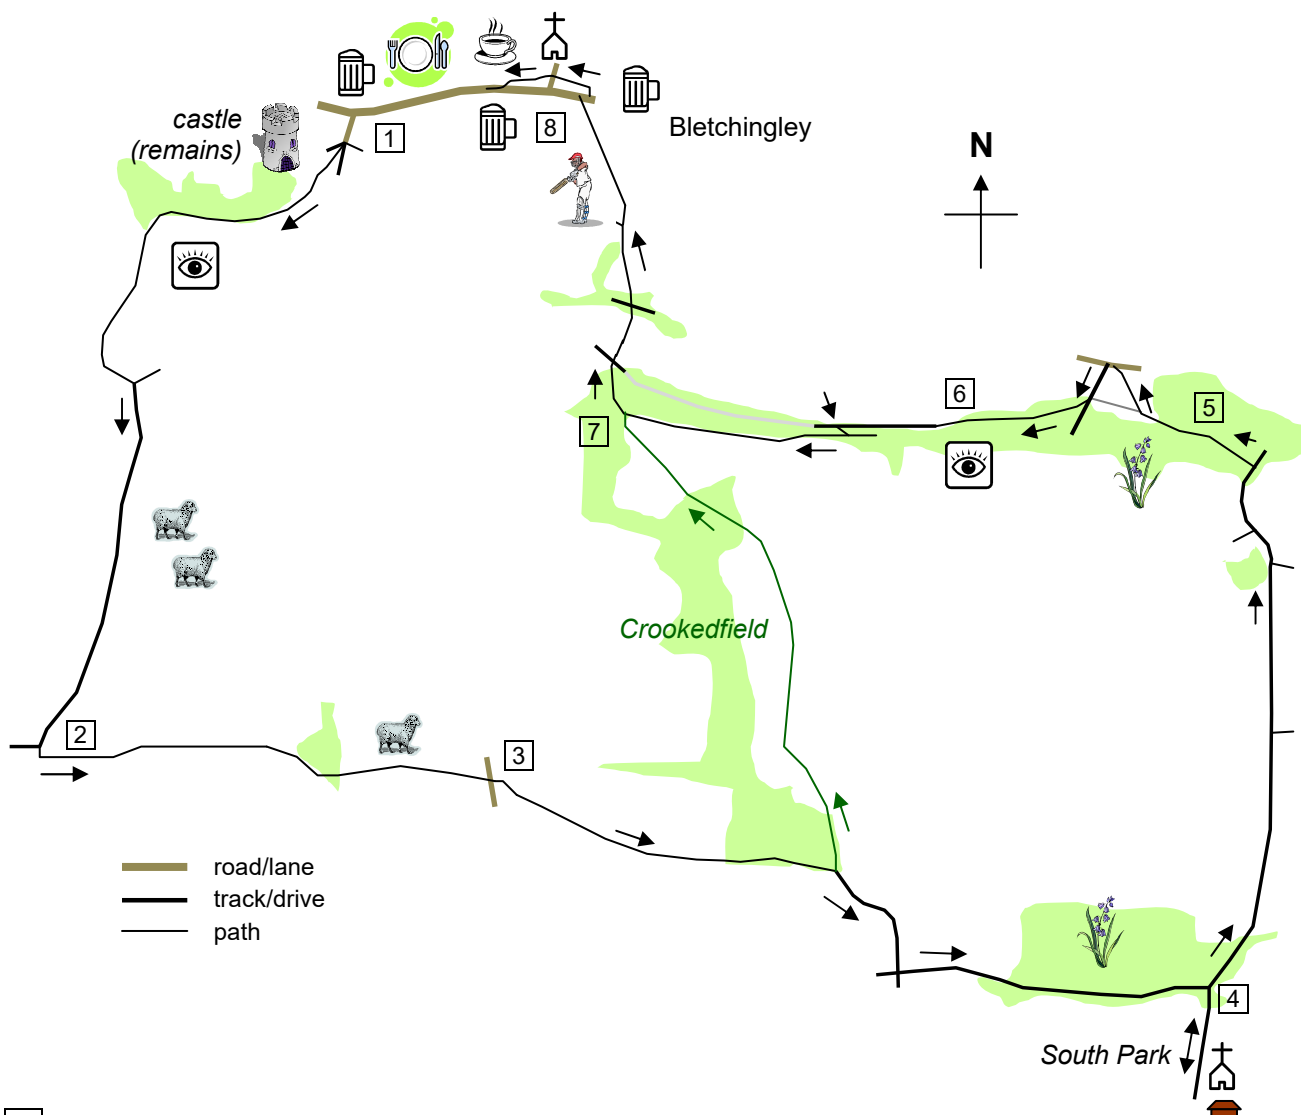 castle
(remains)
1
8
Bletchingley
N
6
5
7
Crookedfield
2
3
road/lane
track/drive
path
4
South Park